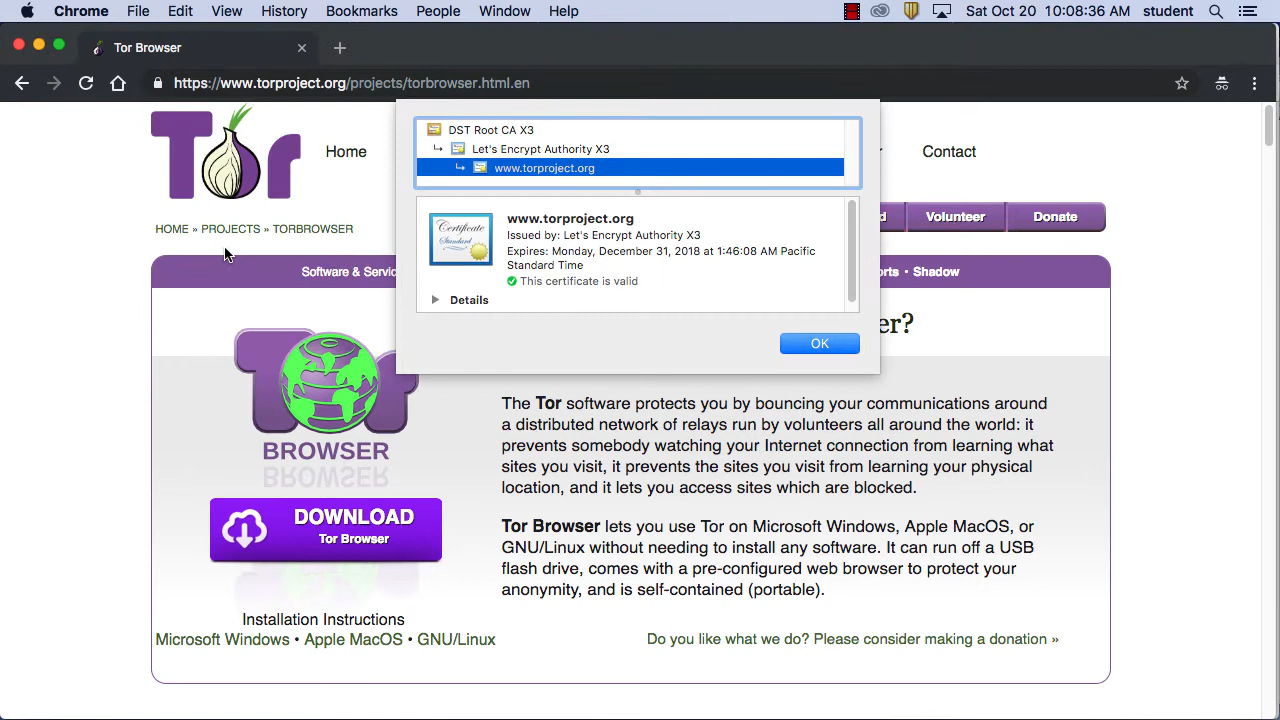 Chrome File Edit View History Bookmarks People Window Help Sat Oct 20 10:08:36 AM student
Tor Browser
https://www.torproject.org/projects/torbrowser.html.en
DST Root CA X3
Let's Encrypt Authority X3
www.torproject.org
www.torproject.org
Issued by: Let's Encrypt Authority X3
Expires: Monday, December 31, 2018 at 1:46:08 AM Pacific
Standard Time
This certificate is valid
Details
OK
Tor
Home Contact
Volunteer Donate
HOME » PROJECTS » TORBROWSER
Software & Servic
• Shadow
er?
Tor
BROWSER
DOWNLOAD
Tor Browser
The Tor software protects you by bouncing your communications around
a distributed network of relays run by volunteers all around the world: it
prevents somebody watching your Internet connection from learning what
sites you visit, it prevents the sites you visit from learning your physical
location, and it lets you access sites which are blocked.
Tor Browser lets you use Tor on Microsoft Windows, Apple MacOS, or
GNU/Linux without needing to install any software. It can run off a USB
flash drive, comes with a pre-configured web browser to protect your
anonymity, and is self-contained (portable).
Installation Instructions
Microsoft Windows • Apple MacOS • GNU/Linux
Do you like what we do? Please consider making a donation »